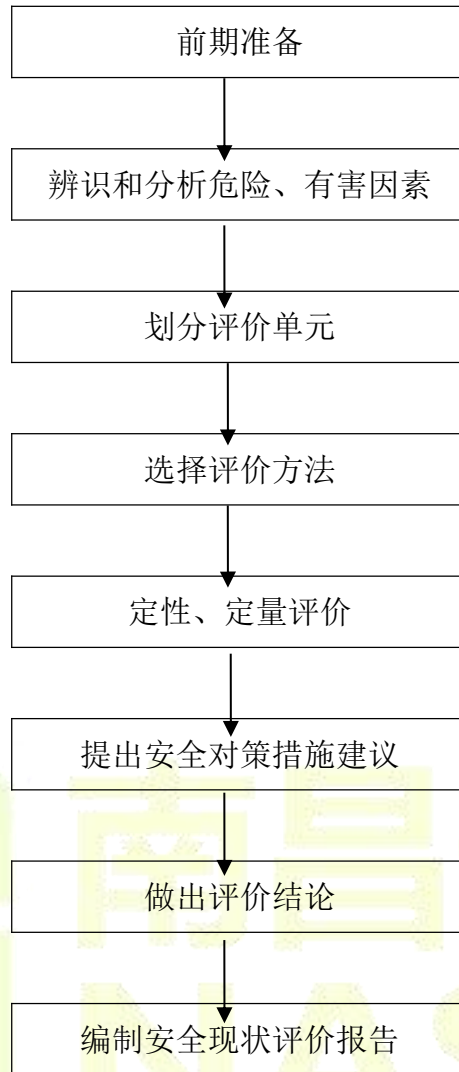 前期准备
辨识和分析危险、有害因素
划分评价单元
选择评价方法
定性、定量评价
提出安全对策措施建议
做出评价结论
编制安全现状评价报告
南昌
NAS